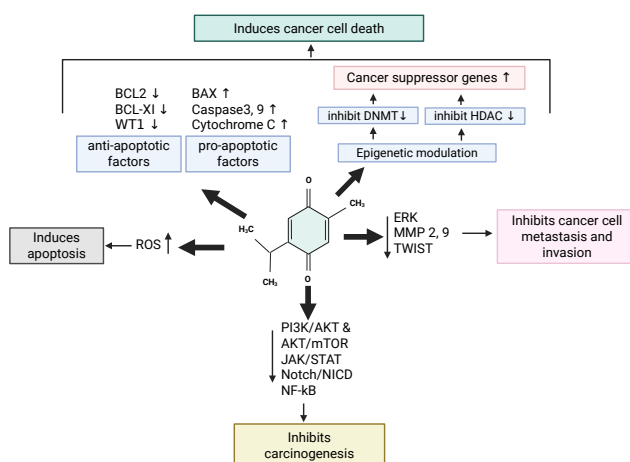 Induces cancer cell death
BCL2 ↓
BCL-XI ↓
WT1 ↓
anti-apoptotic
factors
BAX ↑
Caspase3, 9 ↑
Cytochrome C ↑
pro-apoptotic
factors
Cancer suppressor genes ↑
inhibit DNMT↓
inhibit HDAC ↓
Epigenetic modulation
O
CH₃
H₃C
CH₃
O
Induces
apoptosis
ROS
ERK
MMP 2, 9
TWIST
Inhibits cancer cell
metastasis and
invasion
PI3K/AKT &
AKT/mTOR
JAK/STAT
Notch/NICD
NF-kB
Inhibits
carcinogenesis